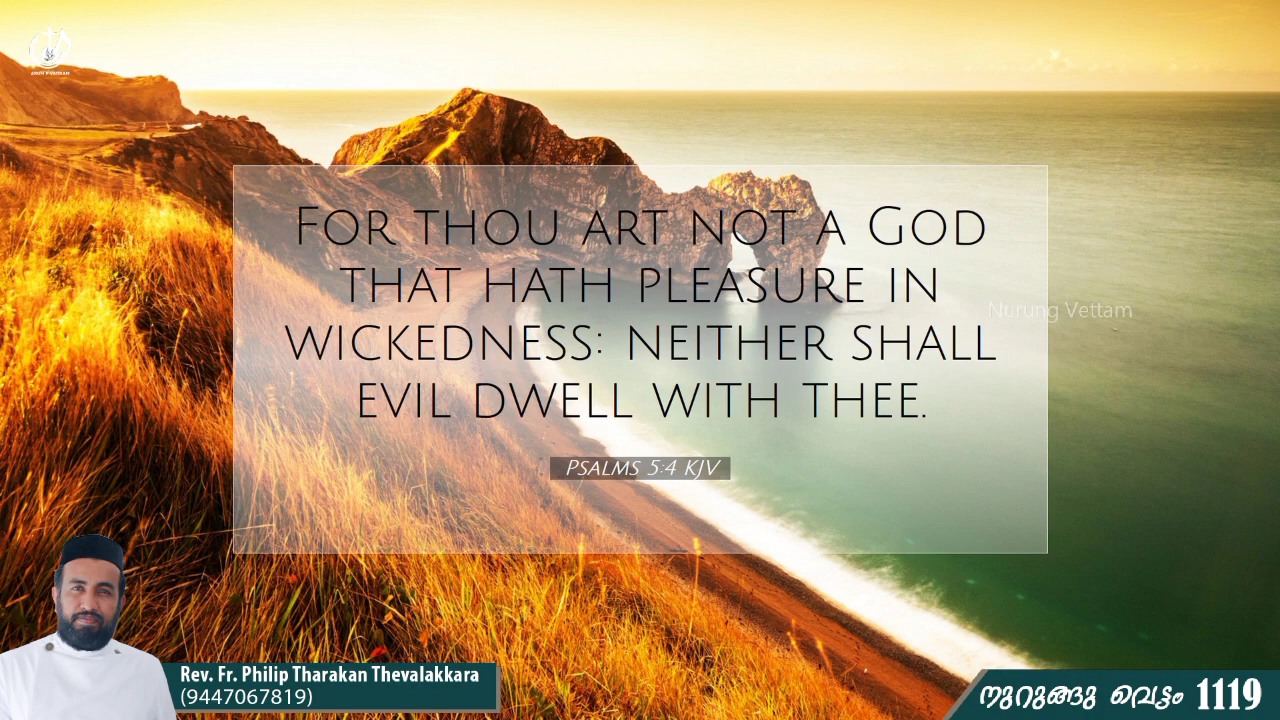 For thou art not a God
that hath pleasure in
wickedness: neither shall
evil dwell with thee.
Psalms 5:4 KJV
Nurung Vettam
Rev. Fr. Philip Tharakan Thevalakkara
(9447067819)
നുറുങ്ങു വെട്ടം 1119